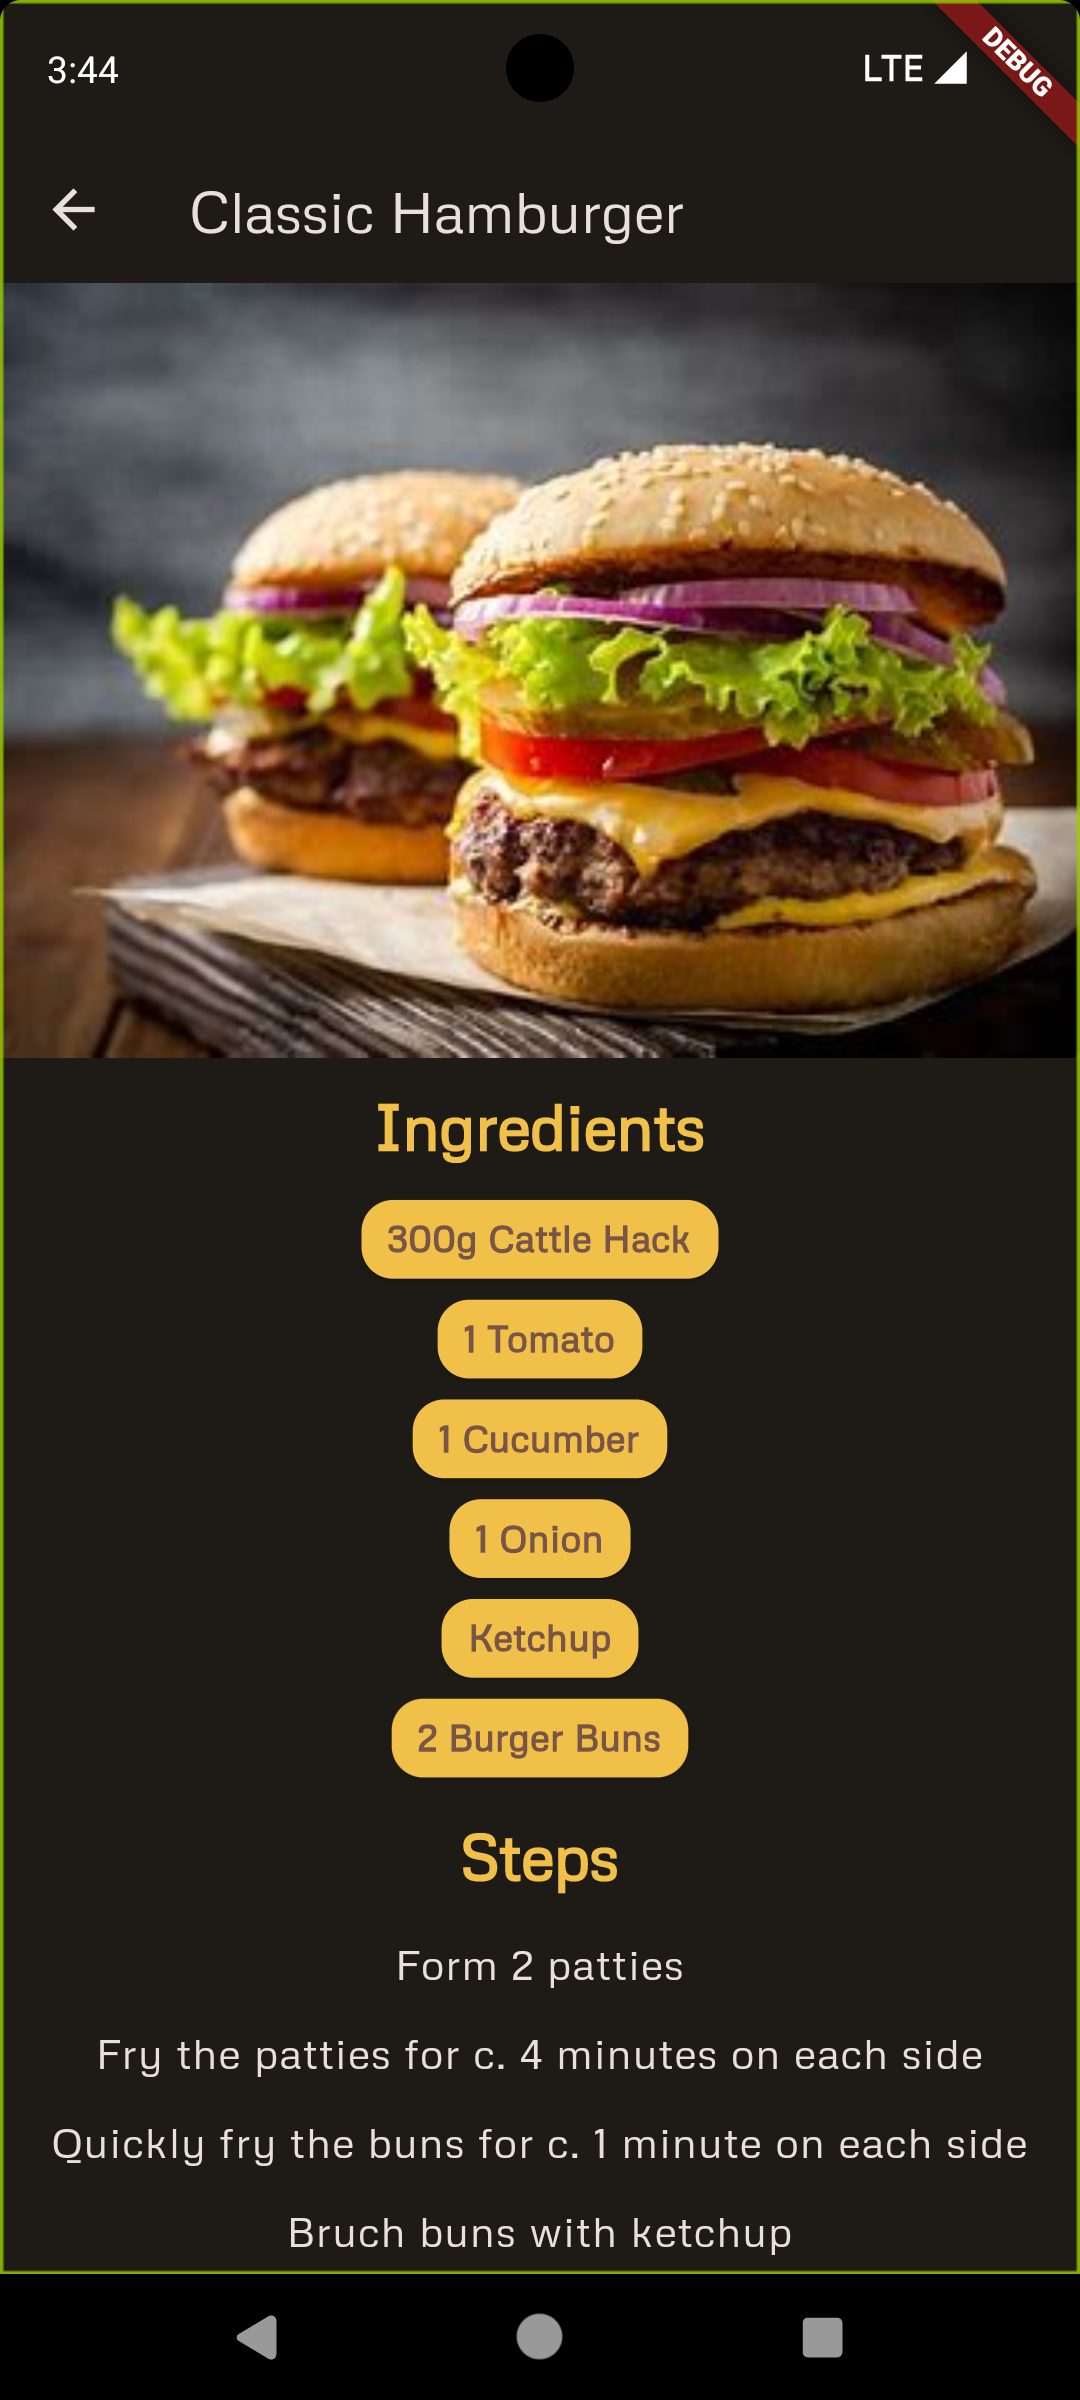 3:44
LTE
DEBUG
Classic Hamburger
Ingredients
300g Cattle Hack
1 Tomato
1 Cucumber
1 Onion
Ketchup
2 Burger Buns
Steps
Form 2 patties
Fry the patties for c. 4 minutes on each side
Quickly fry the buns for c. 1 minute on each side
Bruch buns with ketchup